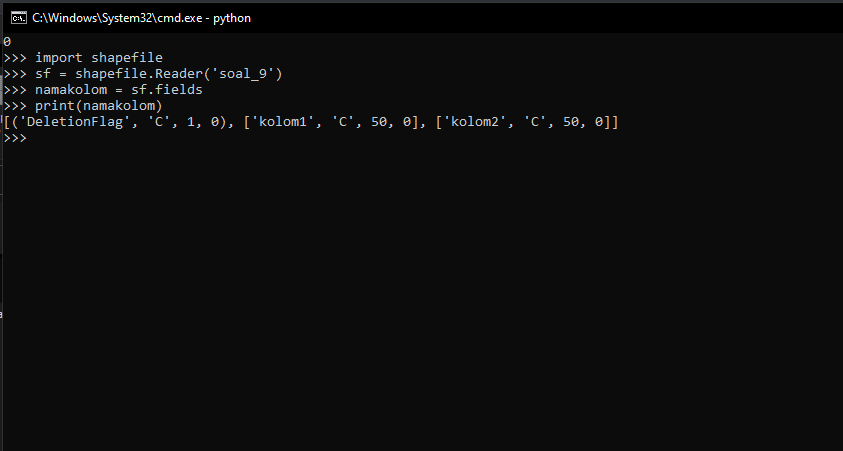 C:\Windows\System32\cmd.exe - python
0
>>> import shapefile
>>> sf = shapefile.Reader('soal_9')
>>> namakolom = sf.fields
>>> print(namakolom)
[('DeletionFlag', 'C', 1, 0), ['kolom1', 'C', 50, 0], ['kolom2', 'C', 50, 0]]
>>>